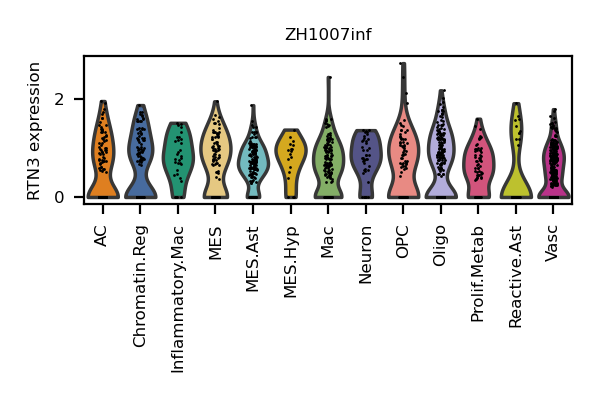 ZH1007inf
RTN3 expression
2
0
AC
Chromatin.Reg
Inflammatory.Mac
MES
MES.Ast
MES.Hyp
Mac
Neuron
OPC
Oligo
Prolif.Metab
Reactive.Ast
Vasc